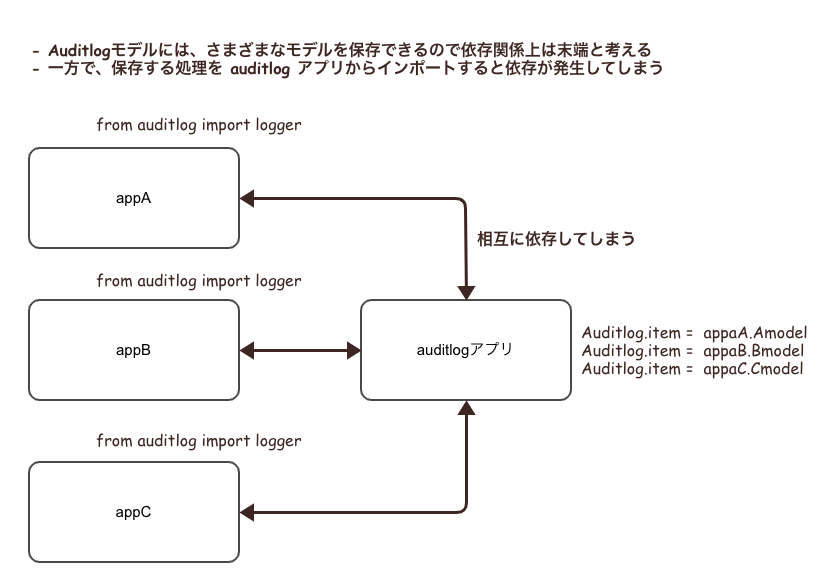 - Auditlogモデルには、さまざまなモデルを保存できるので依存関係上は末端と考える
- 一方で、保存する処理を auditlog アプリからインポートすると依存が発生してしまう
from auditlog import logger
appA
相互に依存してしまう
from auditlog import logger
appB
auditlogアプリ
Auditlog.item = appaA.Amodel
Auditlog.item = appaB.Bmodel
Auditlog.item = appaC.Cmodel
from auditlog import logger
appC